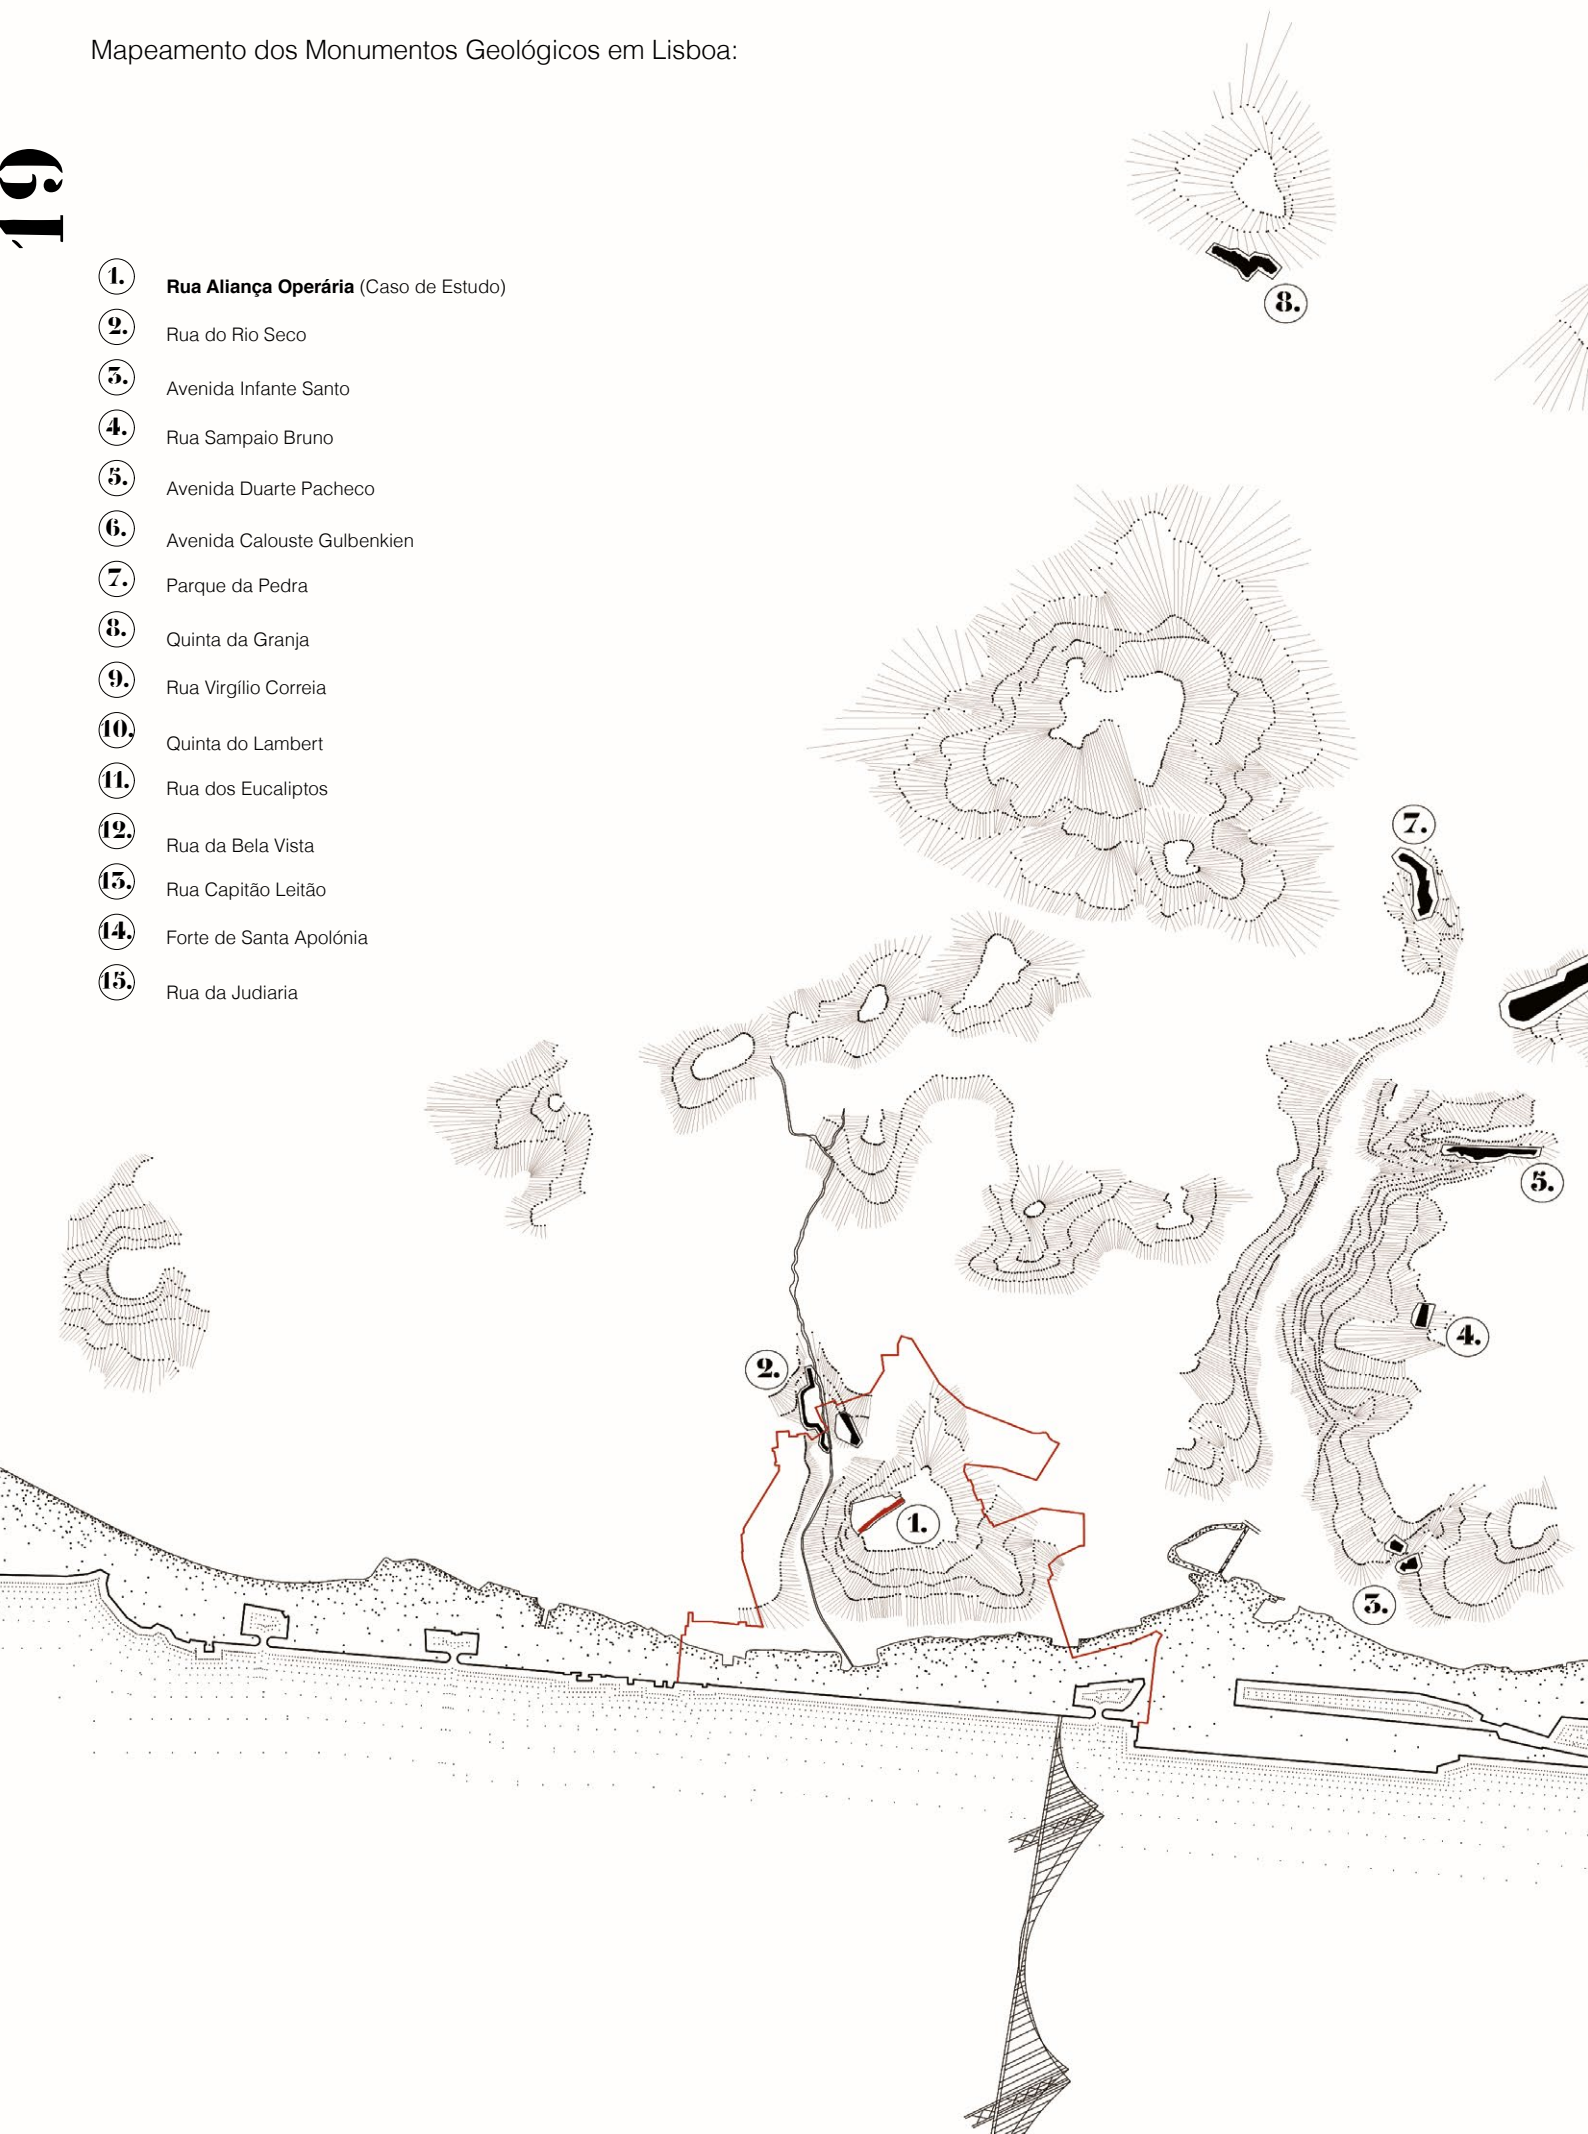 Mapeamento dos Monumentos Geológicos em Lisboa:
19
1. Rua Aliança Operária (Caso de Estudo)
2. Rua do Rio Seco
3. Avenida Infante Santo
4. Rua Sampaio Bruno
5. Avenida Duarte Pacheco
6. Avenida Calouste Gulbenkien
7. Parque da Pedra
8. Quinta da Granja
9. Rua Virgílio Correia
10. Quinta do Lambert
11. Rua dos Eucaliptos
12. Rua da Bela Vista
13. Rua Capitão Leitão
14. Forte de Santa Apolónia
15. Rua da Judiaria
8.
7.
5.
4.
2.
1.
3.